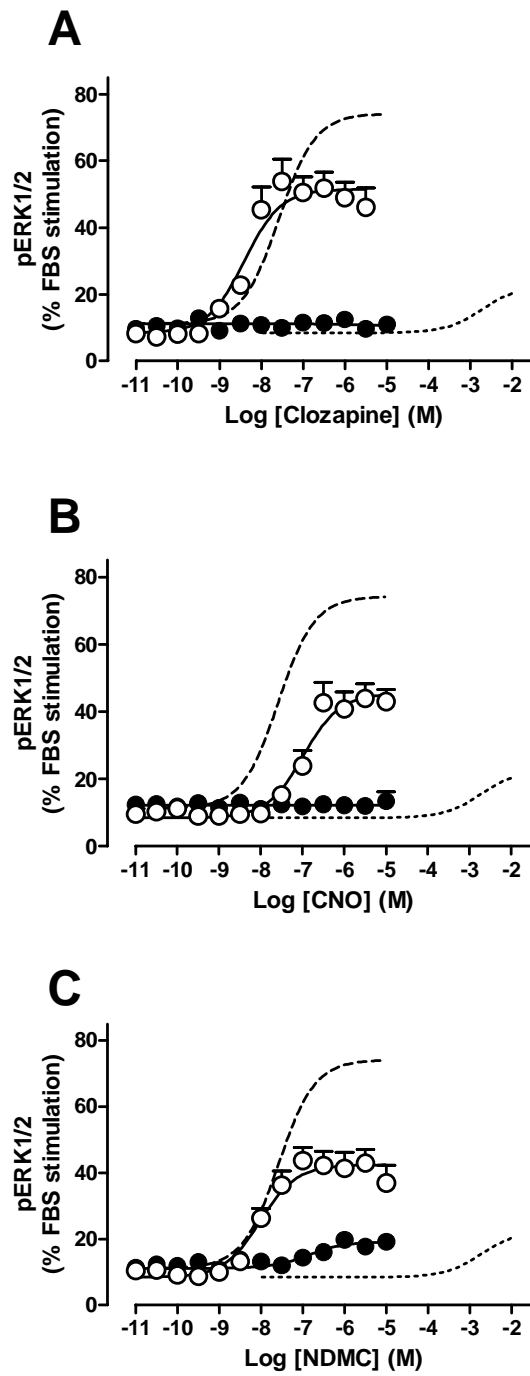 A
pERK1/2
(% FBS stimulation)
80
60
40
20
0
-11 -10 -9 -8 -7 -6 -5 -4 -3 -2
Log [Clozapine] (M)
B
pERK1/2
(% FBS stimulation)
80
60
40
20
0
-11 -10 -9 -8 -7 -6 -5 -4 -3 -2
Log [CNO] (M)
C
pERK1/2
(% FBS stimulation)
80
60
40
20
0
-11 -10 -9 -8 -7 -6 -5 -4 -3 -2
Log [NDMC] (M)